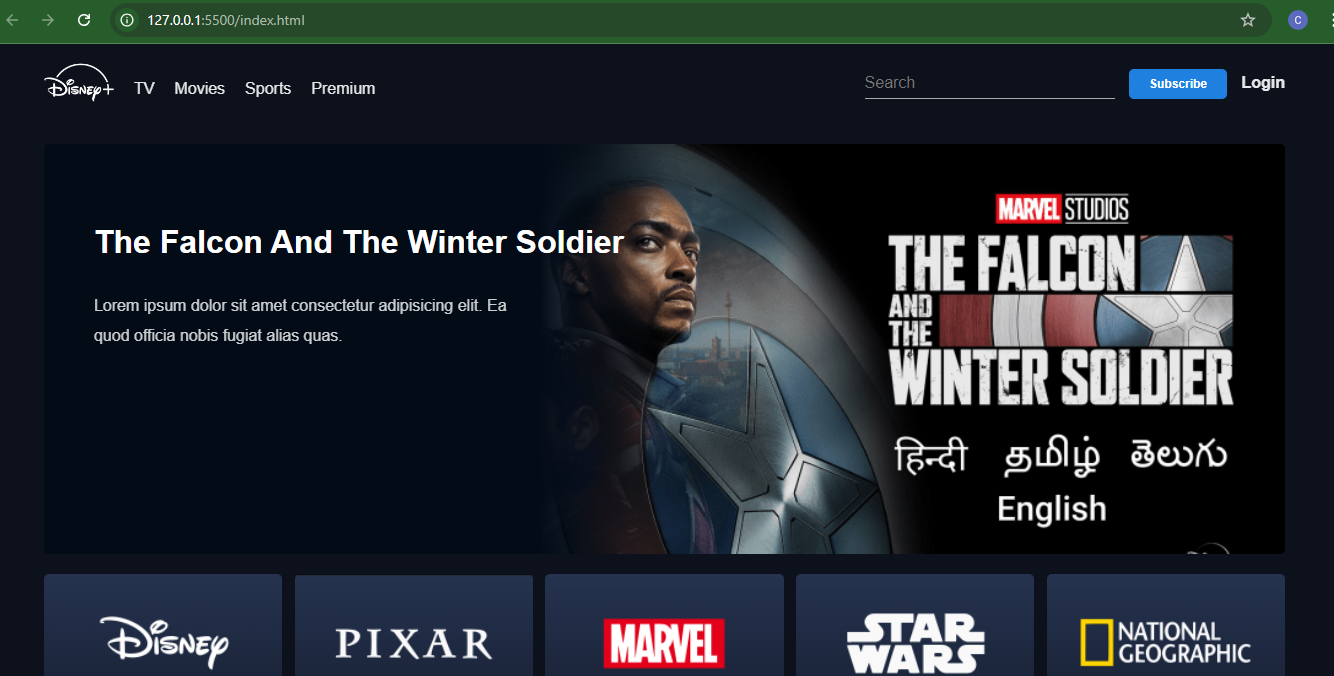 127.0.0.1:5500/index.html
C
Disney+ TV Movies Sports Premium Search Subscribe Login
MARVEL STUDIOS
The Falcon And The Winter Soldier
THE FALCON
AND
THE
WINTER SOLDIER
Lorem ipsum dolor sit amet consectetur adipisicing elit. Ea
quod officia nobis fugiat alias quas.
हिन्दी தமிழ் తెలుగు
English
Disney PIXAR MARVEL STAR WARS NATIONAL GEOGRAPHIC